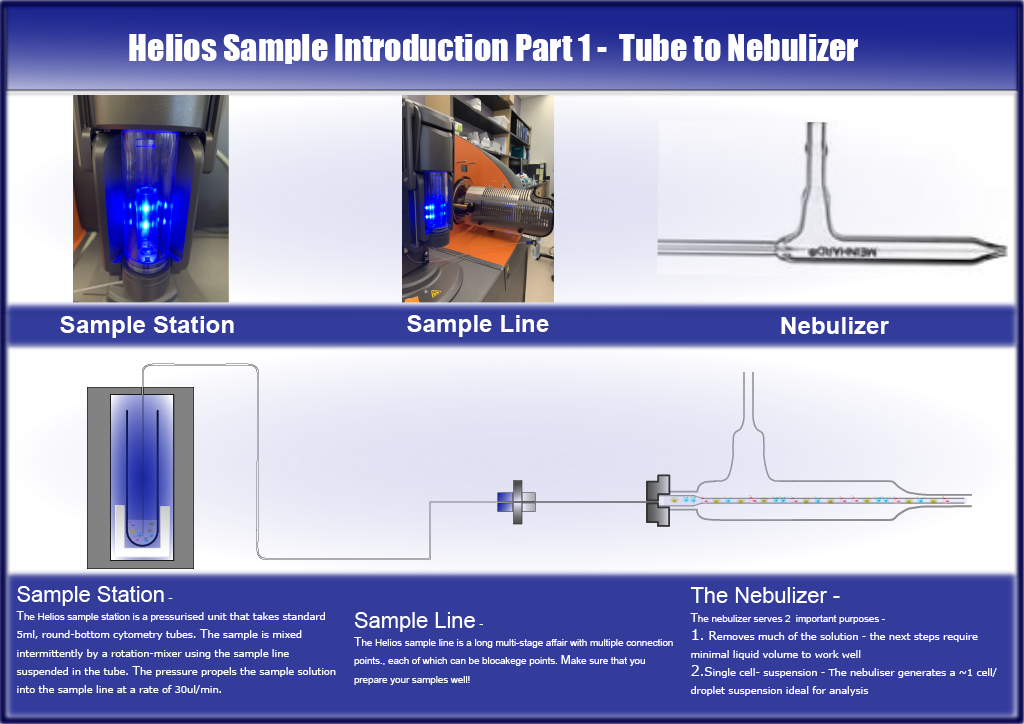 Helios Sample Introduction Part 1 - Tube to Nebulizer
MEINHARD®
Sample Station
Sample Line
Nebulizer
Sample Station -
The Helios sample station is a pressurised unit that takes standard
5ml, round-bottom cytometry tubes. The sample is mixed
intermittently by a rotation-mixer using the sample line
suspended in the tube. The pressure propels the sample solution
into the sample line at a rate of 30ul/min.
Sample Line -
The Helios sample line is a long multi-stage affair with multiple connection
points., each of which can be blocakege points. Make sure that you
prepare your samples well!
The Nebulizer -
The nebulizer serves 2 important purposes -
1. Removes much of the solution - the next steps require
minimal liquid volume to work well
2.Single cell- suspension - The nebuliser generates a ~1 cell/
droplet suspension ideal for analysis